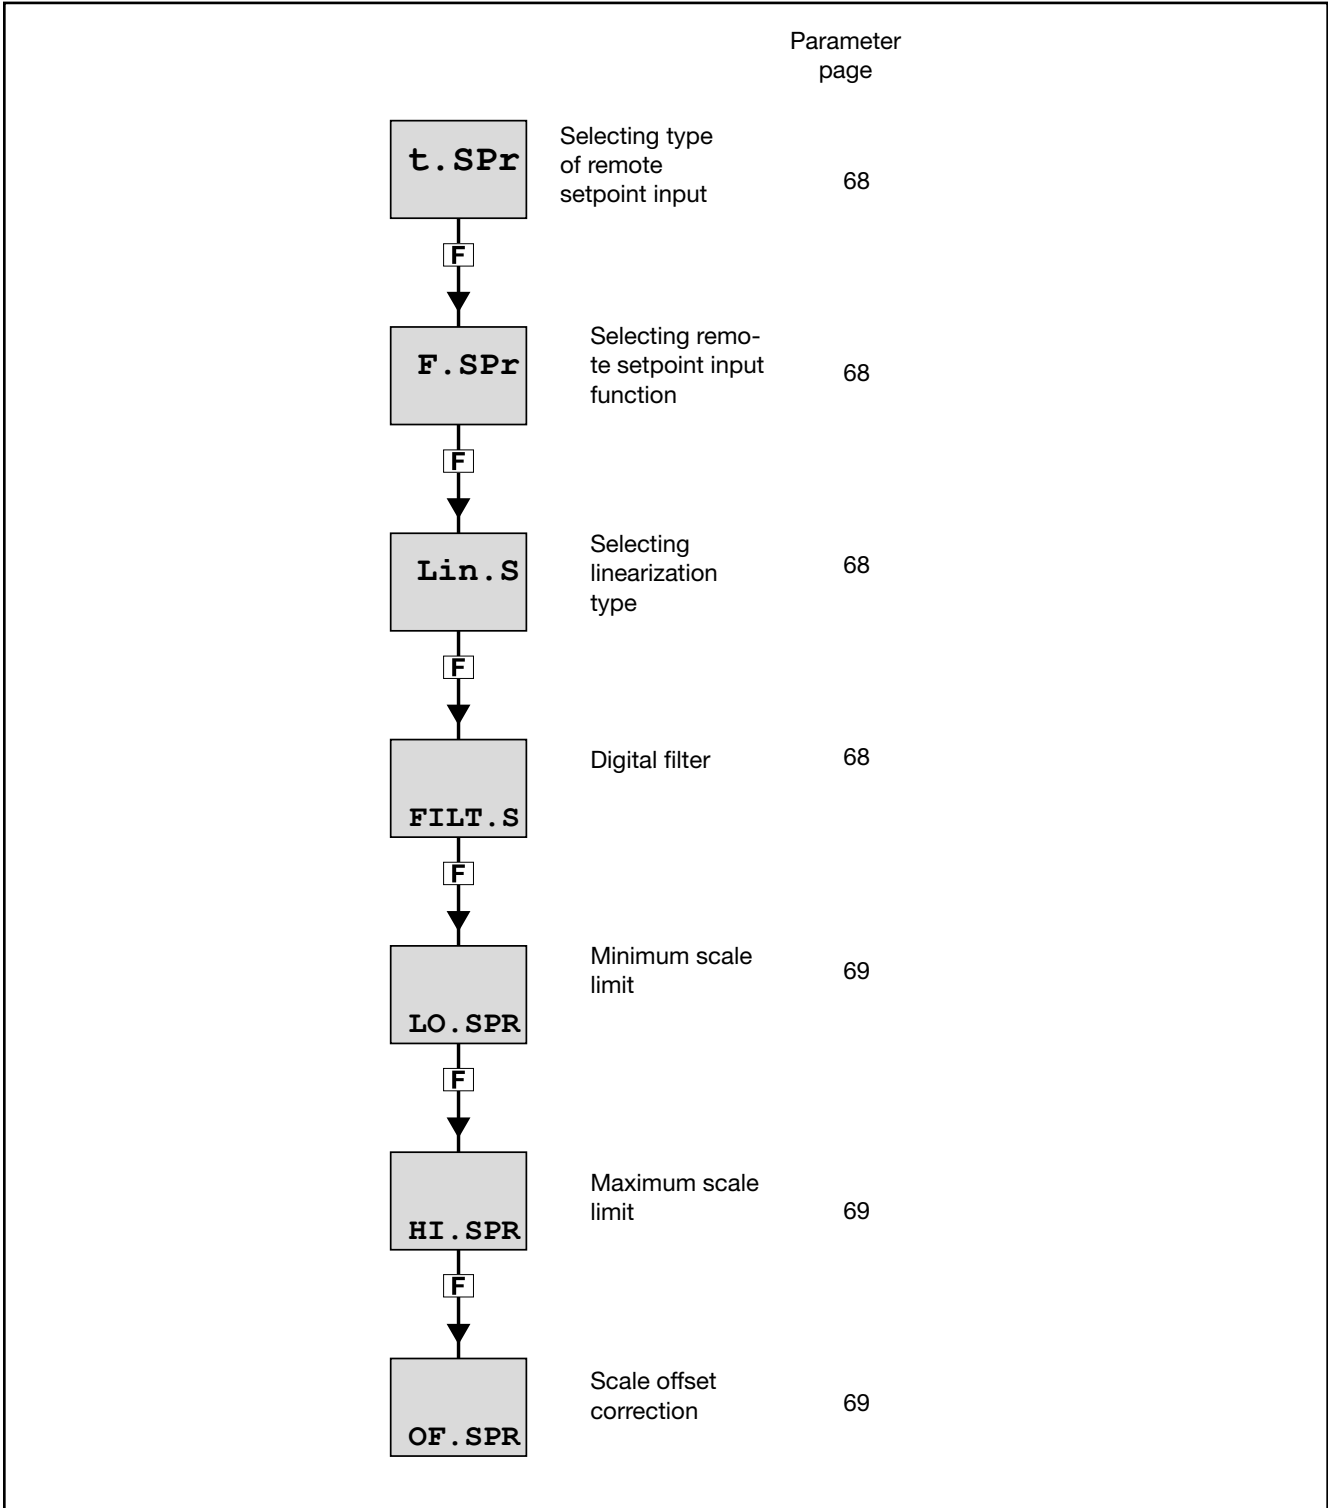 Parameter
page
t.SPr
Selecting type
of remote
setpoint input
68
F
F.SPr
Selecting remo-
te setpoint input
function
68
F
Lin.S
Selecting
linearization
type
68
F
FILT.S
Digital filter
68
F
LO.SPR
Minimum scale
limit
69
F
HI.SPR
Maximum scale
limit
69
F
OF.SPR
Scale offset
correction
69